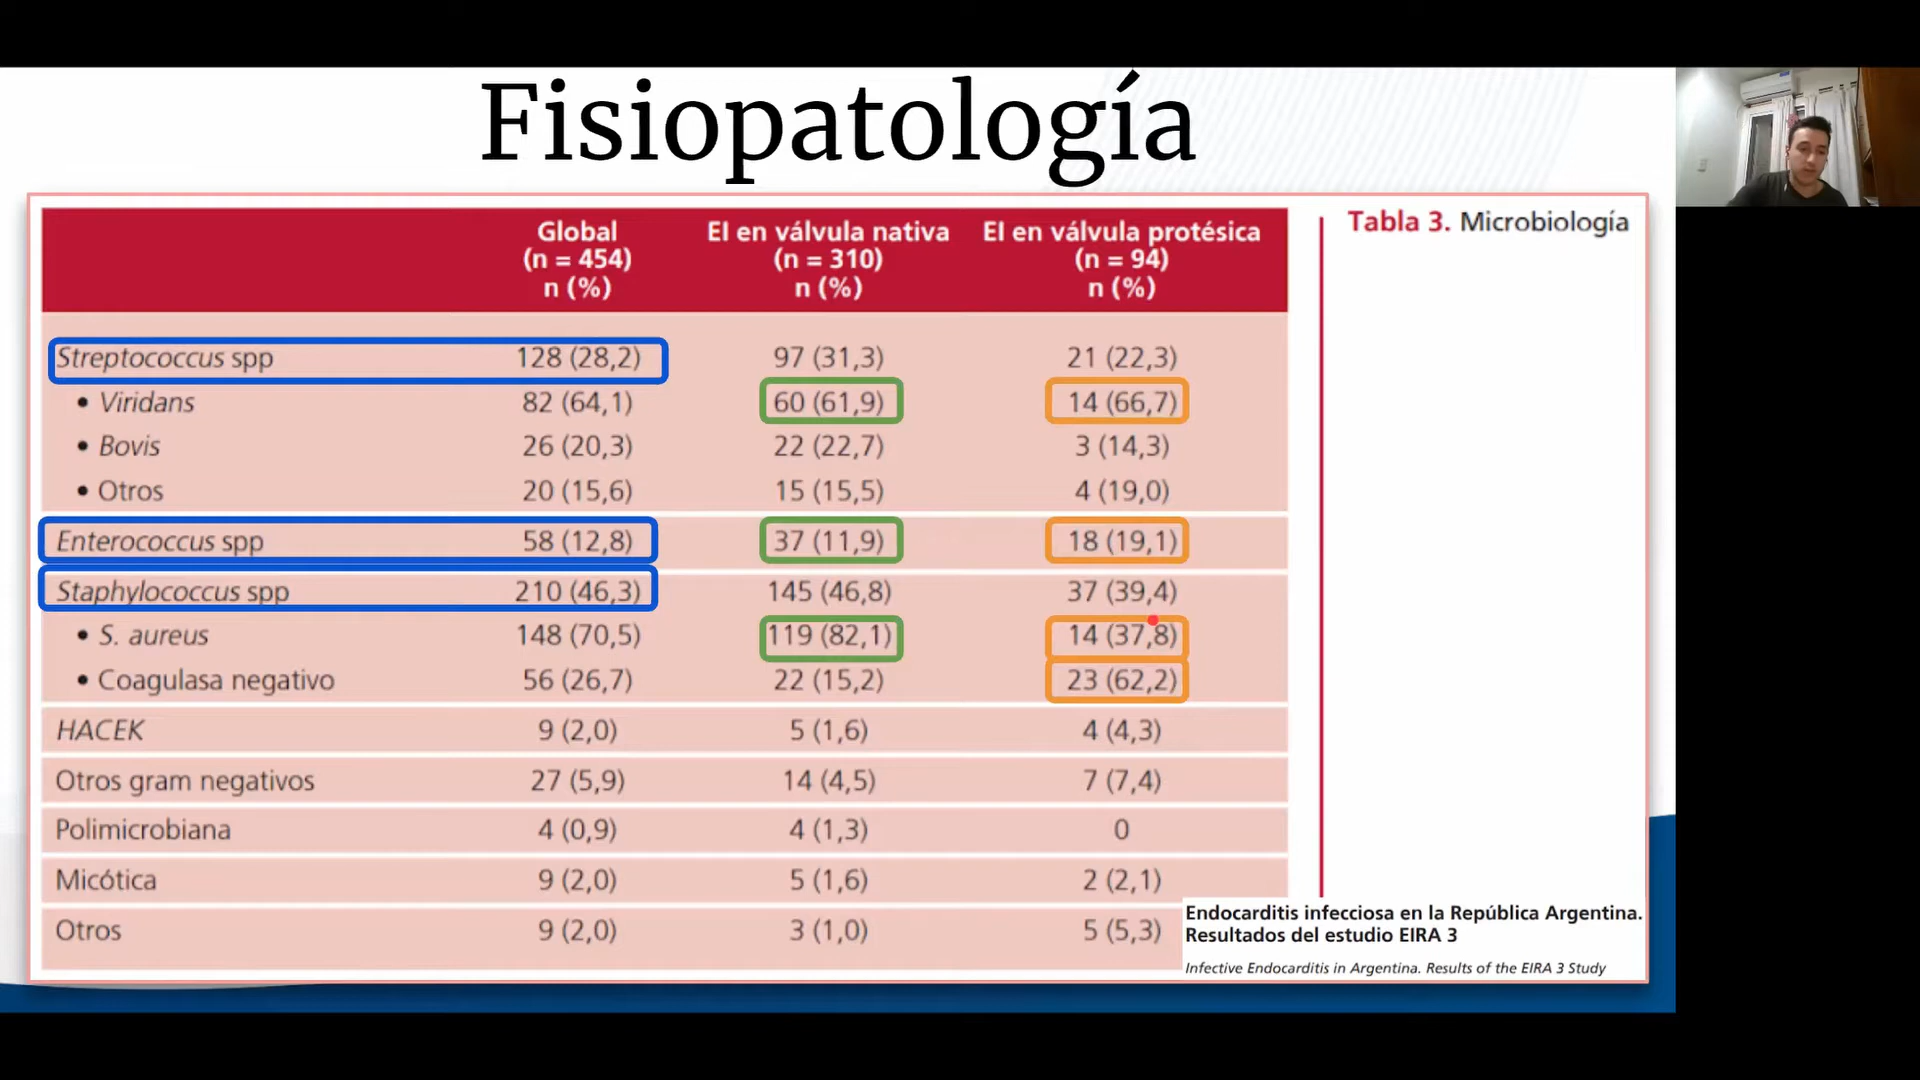 Fisiopatología
Global
(n = 454)
n (%)
EI en válvula nativa
(n = 310)
n (%)
EI en válvula protésica
(n = 94)
n (%)
Tabla 3. Microbiología
Streptococcus spp 128 (28,2) 97 (31,3) 21 (22,3)
• Viridans 82 (64,1) 60 (61,9) 14 (66,7)
• Bovis 26 (20,3) 22 (22,7) 3 (14,3)
• Otros 20 (15,6) 15 (15,5) 4 (19,0)
Enterococcus spp 58 (12,8) 37 (11,9) 18 (19,1)
Staphylococcus spp 210 (46,3) 145 (46,8) 37 (39,4)
• S. aureus 148 (70,5) 119 (82,1) 14 (37,8)
• Coagulasa negativo 56 (26,7) 22 (15,2) 23 (62,2)
HACEK 9 (2,0) 5 (1,6) 4 (4,3)
Otros gram negativos 27 (5,9) 14 (4,5) 7 (7,4)
Polimicrobiana 4 (0,9) 4 (1,3) 0
Micótica 9 (2,0) 5 (1,6) 2 (2,1)
Otros 9 (2,0) 3 (1,0) 5 (5,3)
Endocarditis infecciosa en la República Argentina.
Resultados del estudio EIRA 3
Infective Endocarditis in Argentina. Results of the EIRA 3 Study